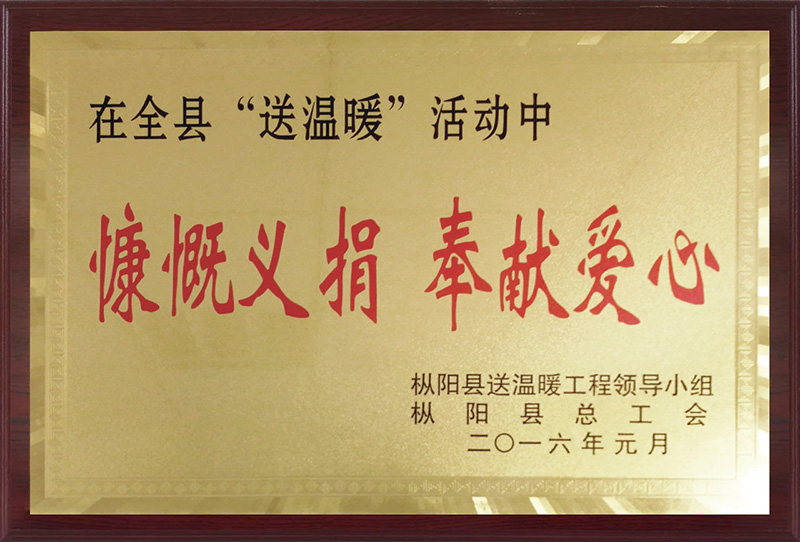 在全县“送温暖”活动中
慷慨义捐 奉献爱心
枞阳县送温暖工程领导小组
枞阳县总工会
二〇一六年元月